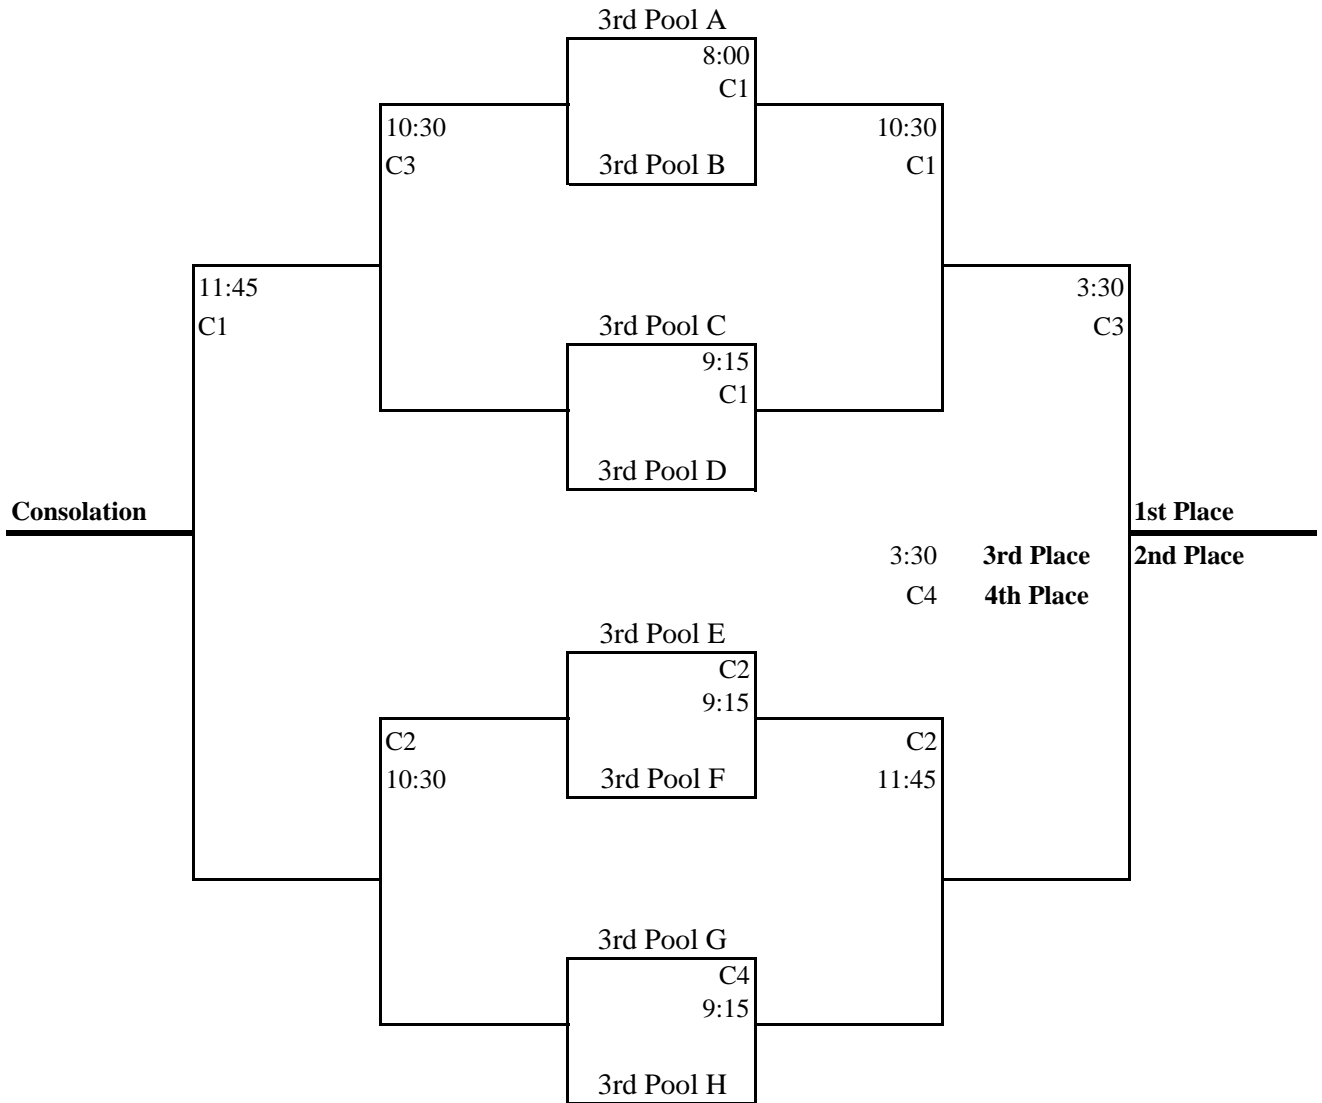 3rd Pool A
8:00
C1
10:30
10:30
C3
3rd Pool B
C1
11:45
3:30
C1
3rd Pool C
C3
9:15
C1
3rd Pool D
Consolation
1st Place
3:30
3rd Place
2nd Place
C4
4th Place
3rd Pool E
C2
9:15
C2
C2
10:30
3rd Pool F
11:45
3rd Pool G
C4
9:15
3rd Pool H